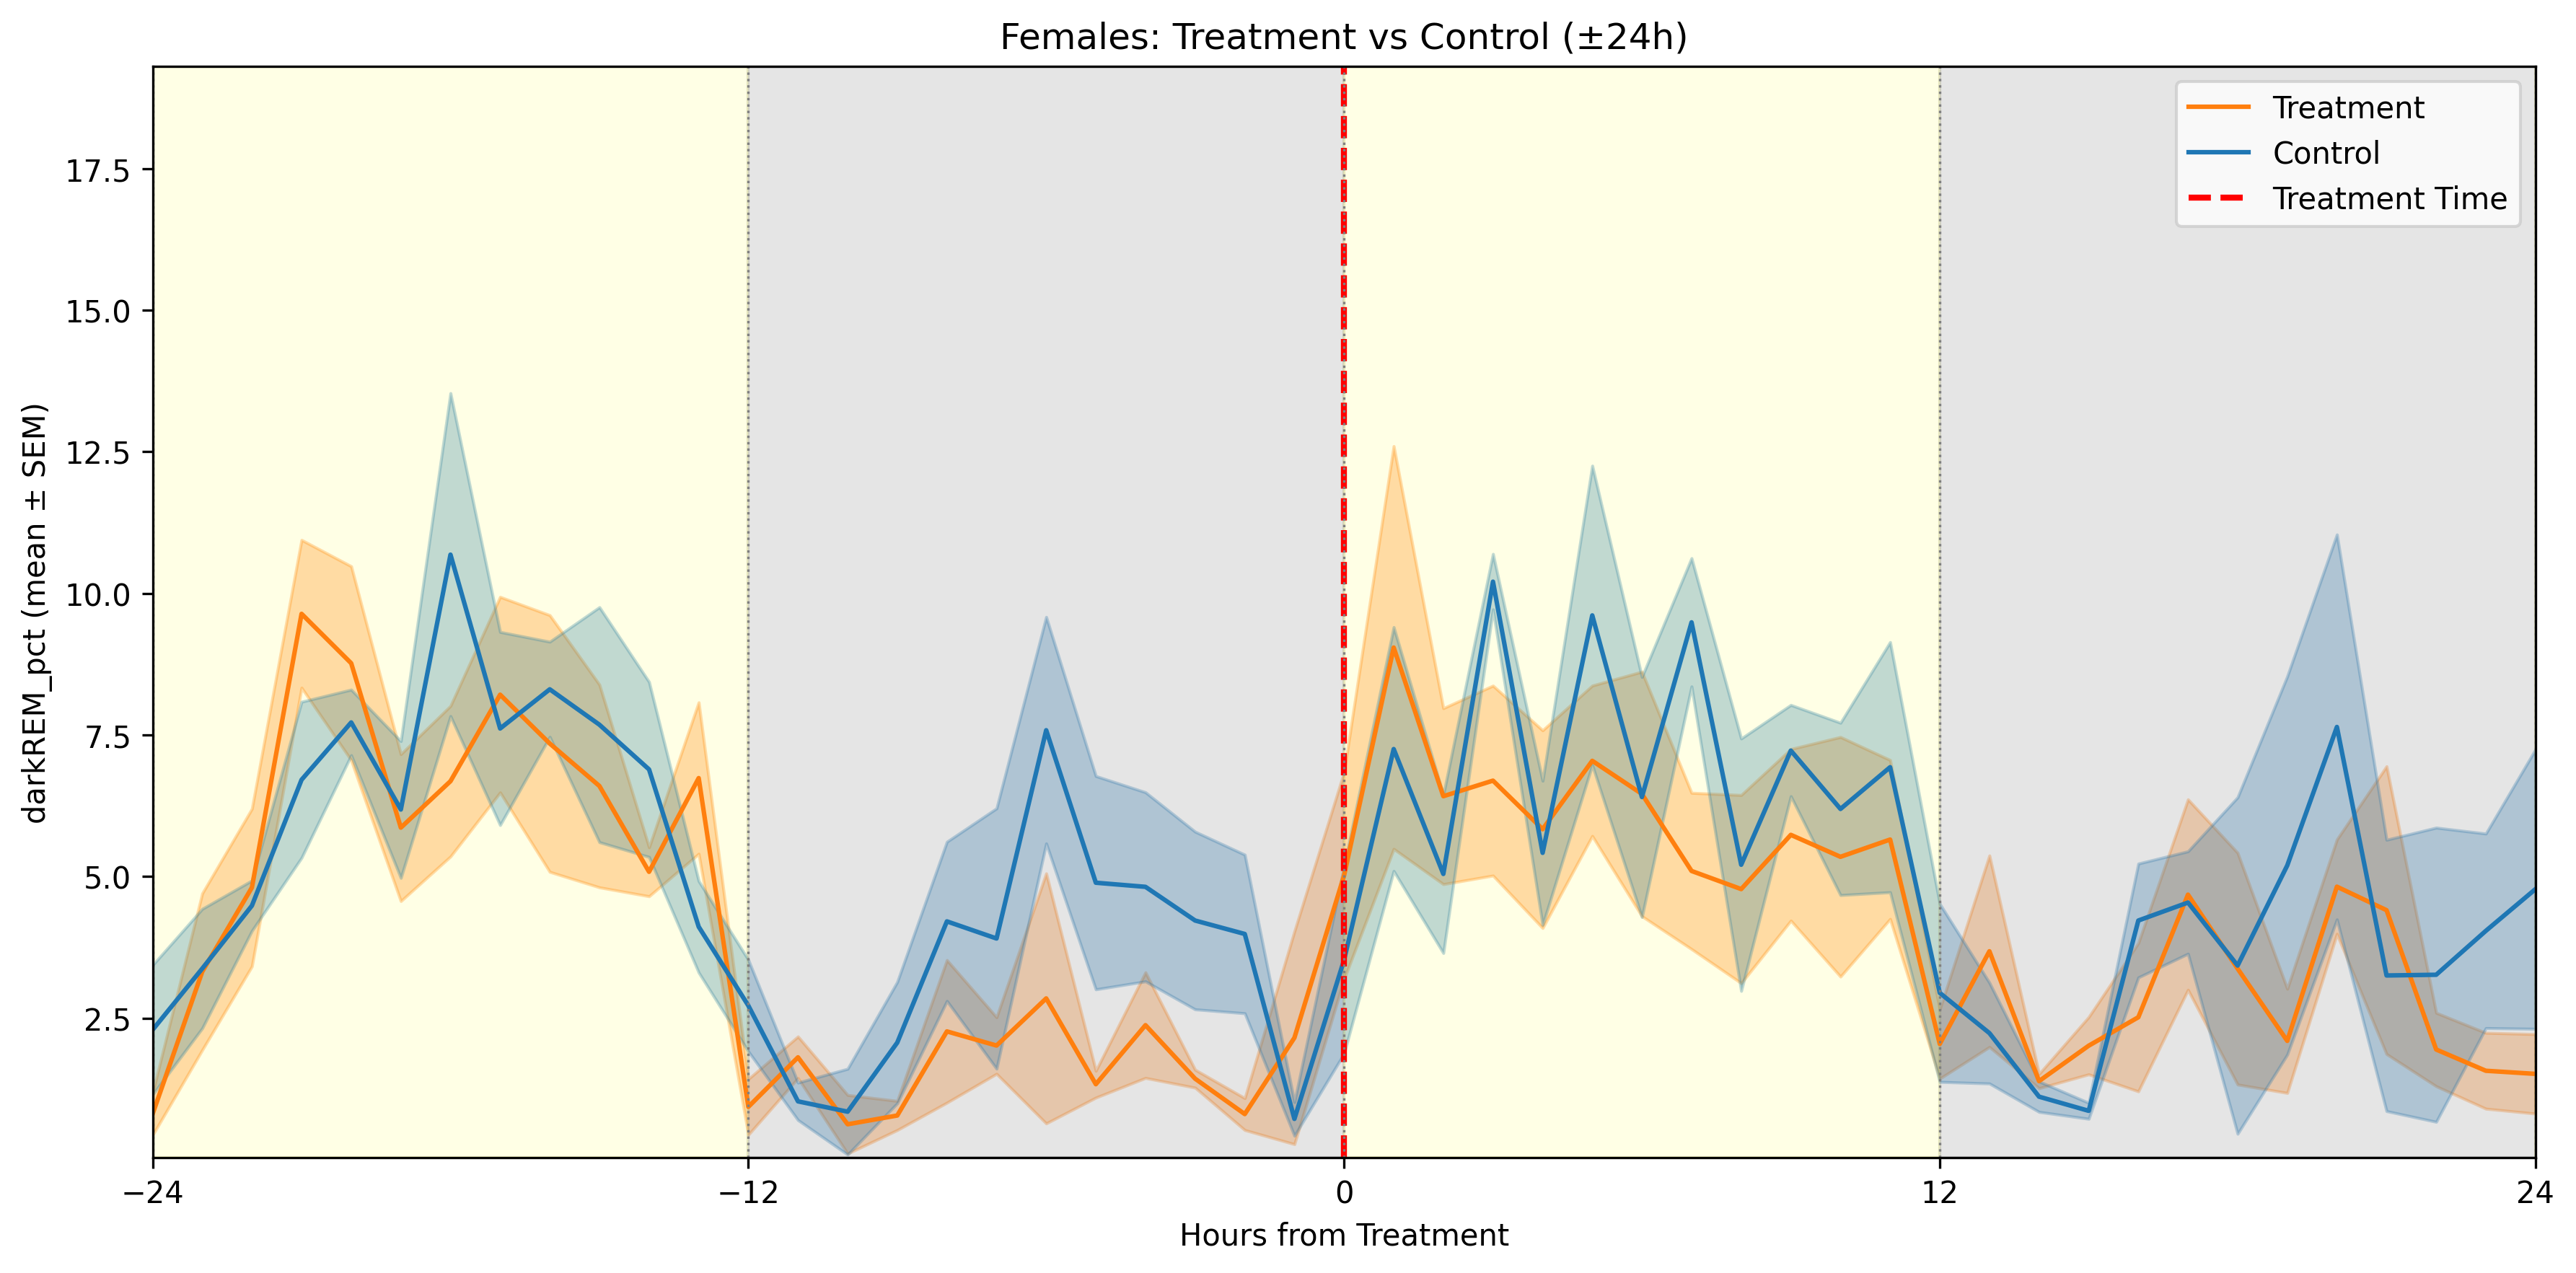 Females: Treatment vs Control (±24h)
Treatment
Control
Treatment Time
darkREM_pct (mean ± SEM)
17.5
15.0
12.5
10.0
7.5
5.0
2.5
−24
−12
0
12
24
Hours from Treatment